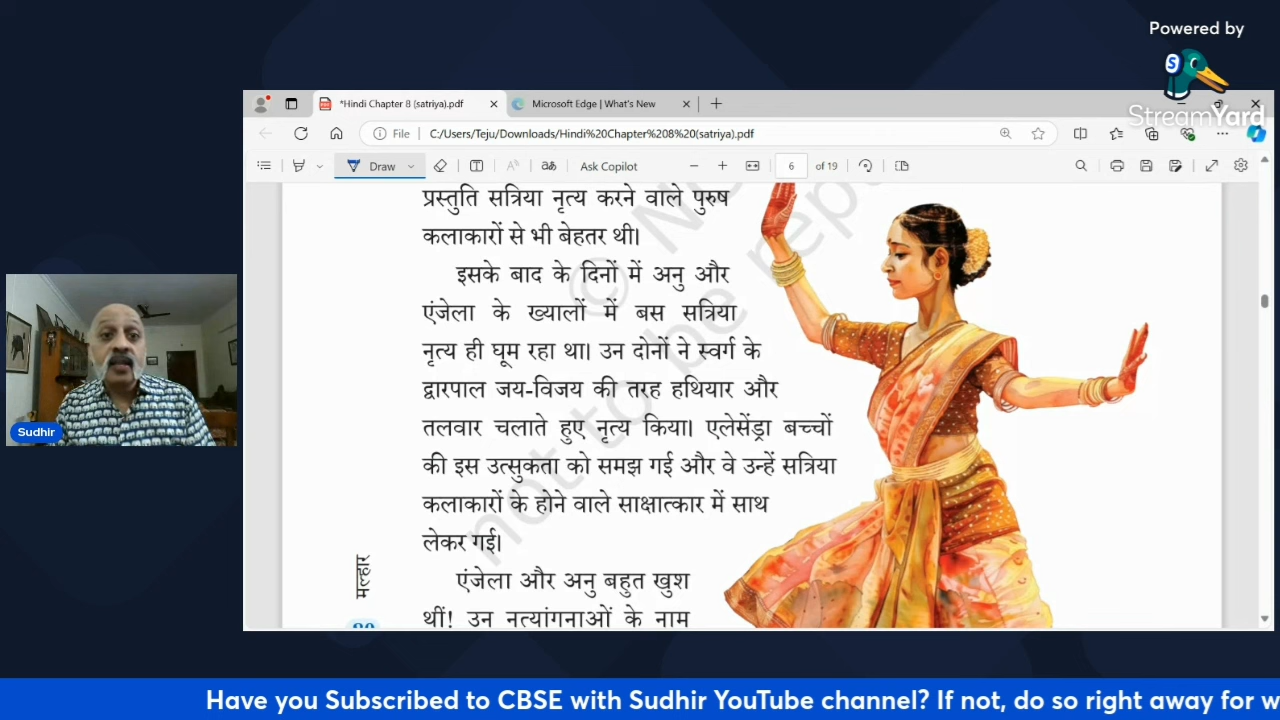 Powered by
StreamYard
*Hindi Chapter 8 (satriya).pdf
Microsoft Edge | What's New
File
C:/Users/Teju/Downloads/Hindi%20Chapter%208%20(satriya).pdf
Draw
Ask Copilot
6
of 19
प्रस्तुति सत्रिया नृत्य करने वाले पुरुष
कलाकारों से भी बेहतर थी।
इसके बाद के दिनों में अनु और
एंजेला के ख्यालों में बस सत्रिया
नृत्य ही घूम रहा था। उन दोनों ने स्वर्ग के
द्वारपाल जय-विजय की तरह हथियार और
तलवार चलाते हुए नृत्य किया। एलेसेंड्रा बच्चों
की इस उत्सुकता को समझ गई और वे उन्हें सत्रिया
कलाकारों के होने वाले साक्षात्कार में साथ
लेकर गई।
एंजेला और अनु बहुत खुश
थीं! उन नृत्यांगनाओं के नाम
मल्हार
not to be
Sudhir
Have you Subscribed to CBSE with Sudhir YouTube channel? If not, do so right away for